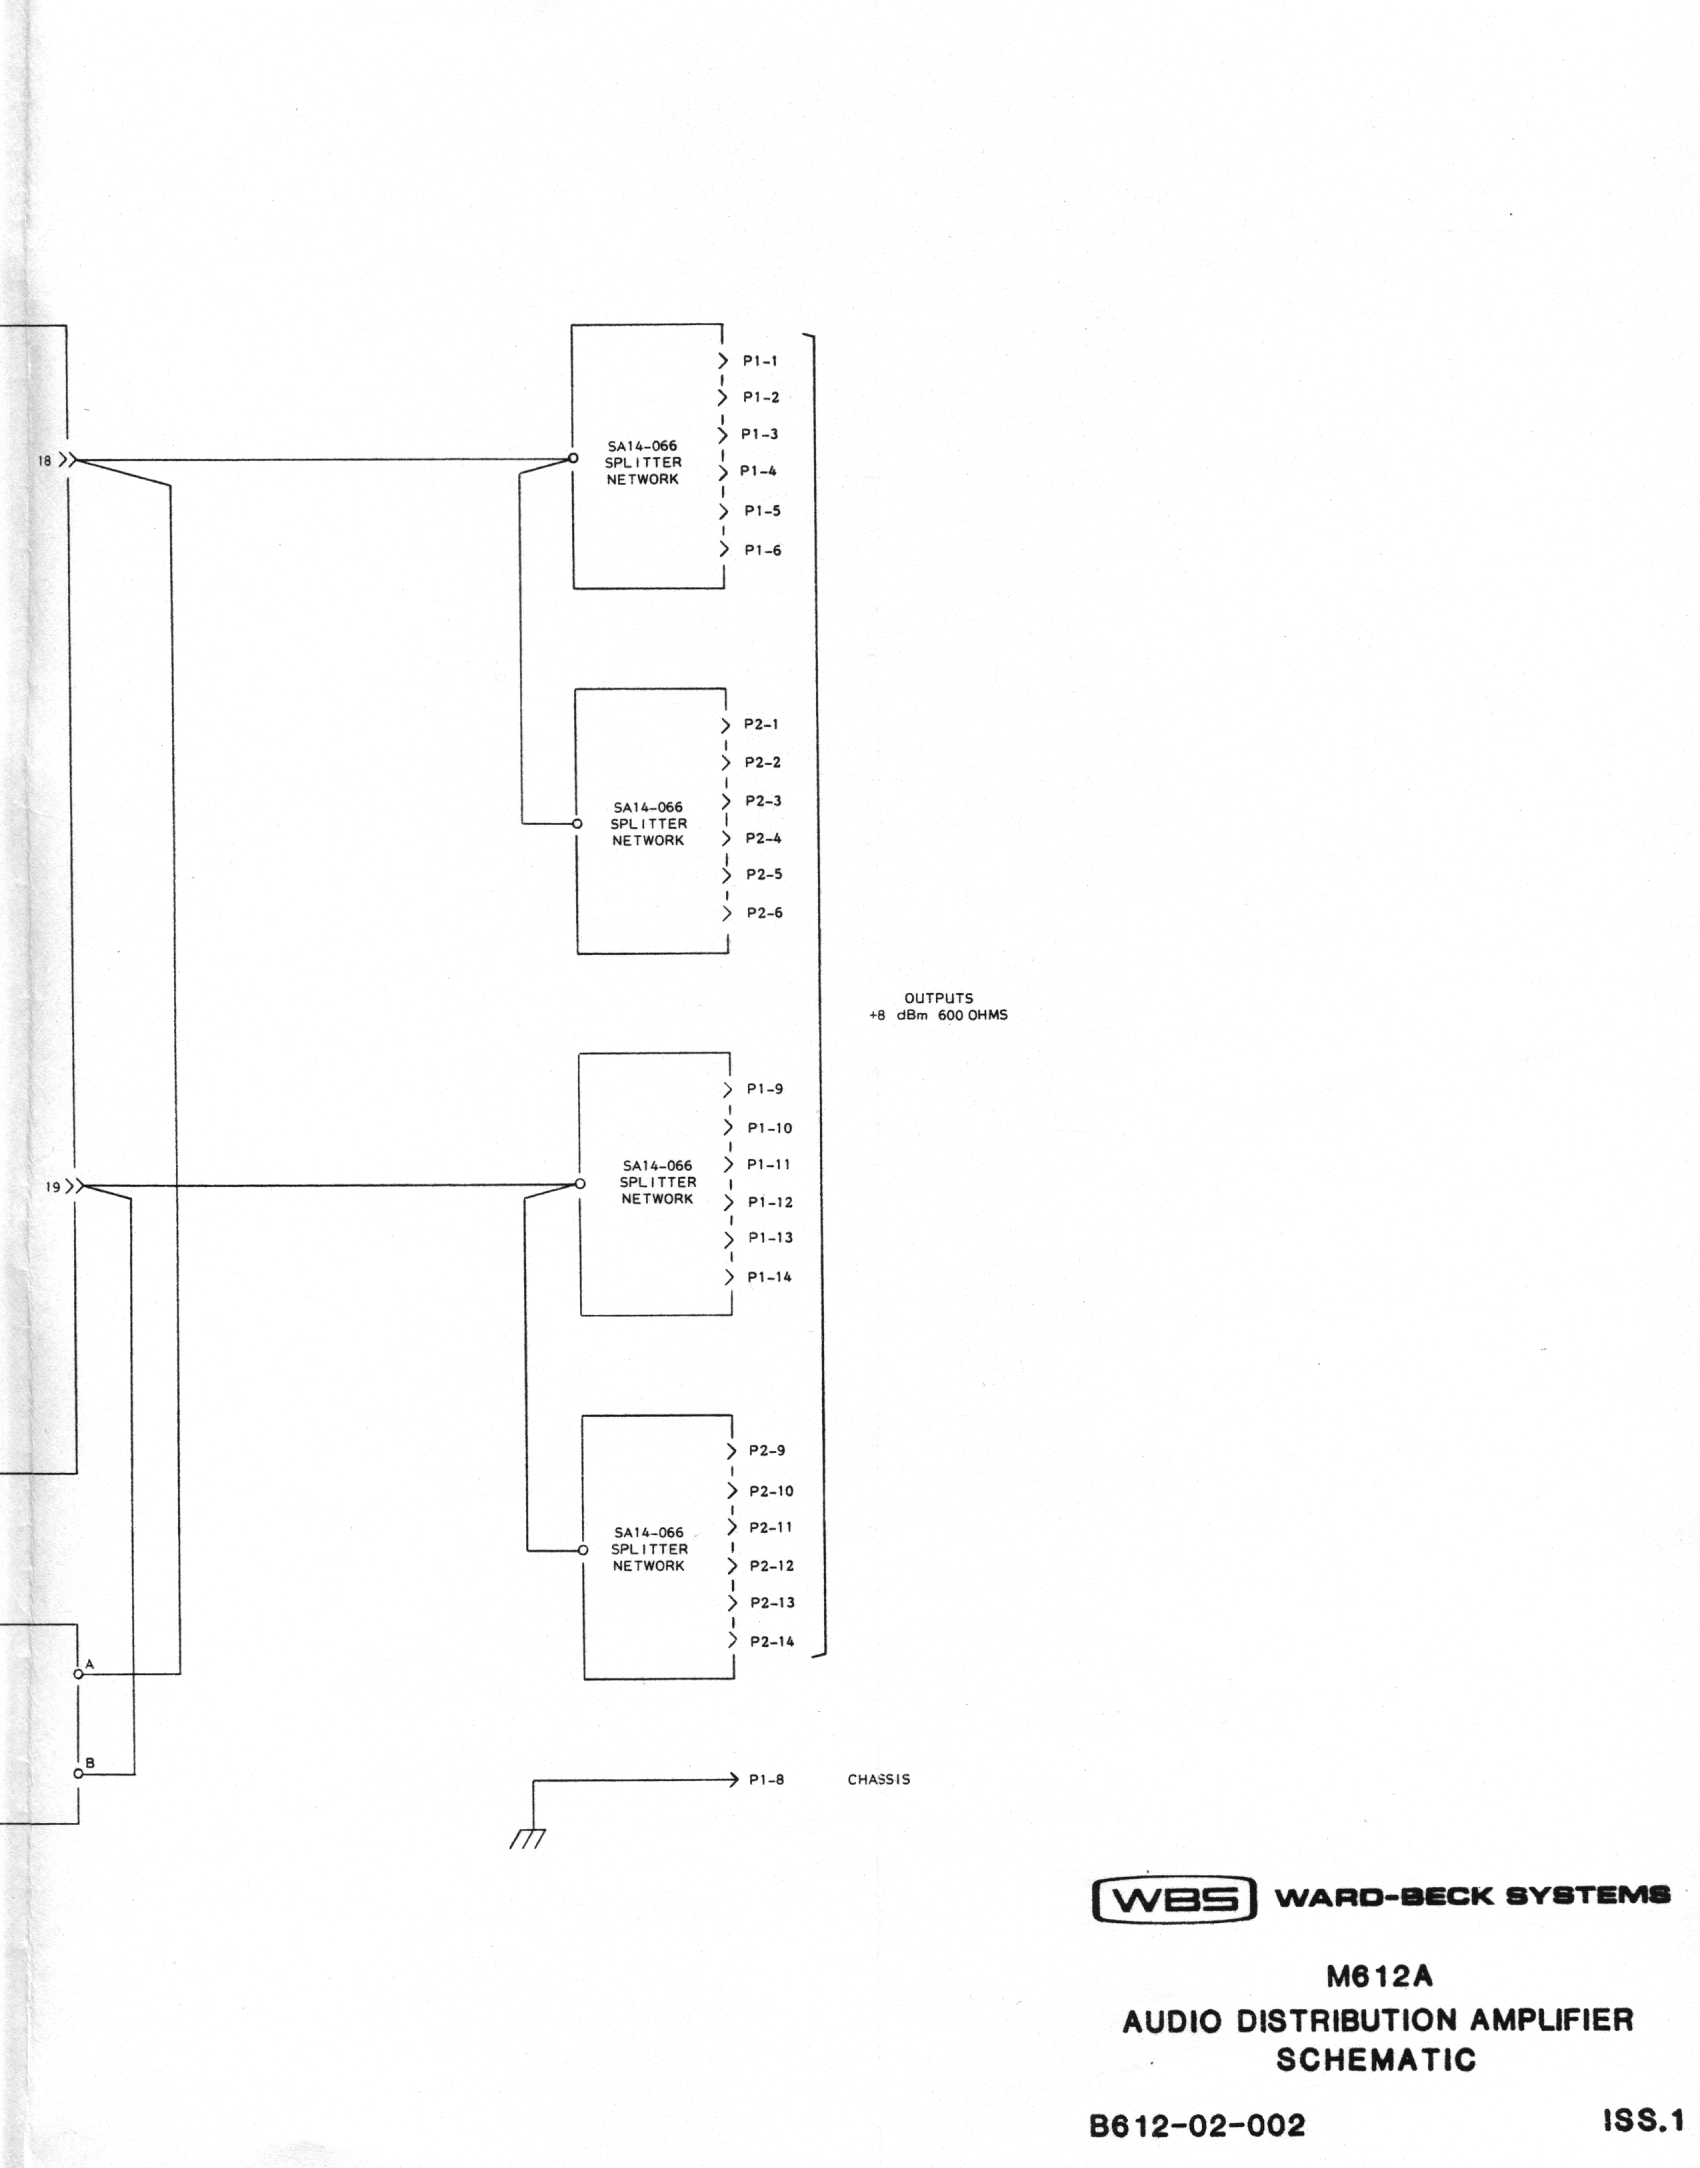 P1-1
P1-2
P1-3
P1-4
P1-5
P1-6
18
SA14-066
SPLITTER
NETWORK
P2-1
P2-2
P2-3
P2-4
P2-5
P2-6
SA14-066
SPLITTER
NETWORK
OUTPUTS
+8 dBm 600 OHMS
P1-9
P1-10
P1-11
P1-12
P1-13
P1-14
19
SA14-066
SPLITTER
NETWORK
P2-9
P2-10
P2-11
P2-12
P2-13
P2-14
SA14-066
SPLITTER
NETWORK
A
B
P1-8 CHASSIS
WBS WARD-BECK SYSTEMS
M612A
AUDIO DISTRIBUTION AMPLIFIER
SCHEMATIC
B612-02-002 ISS.1